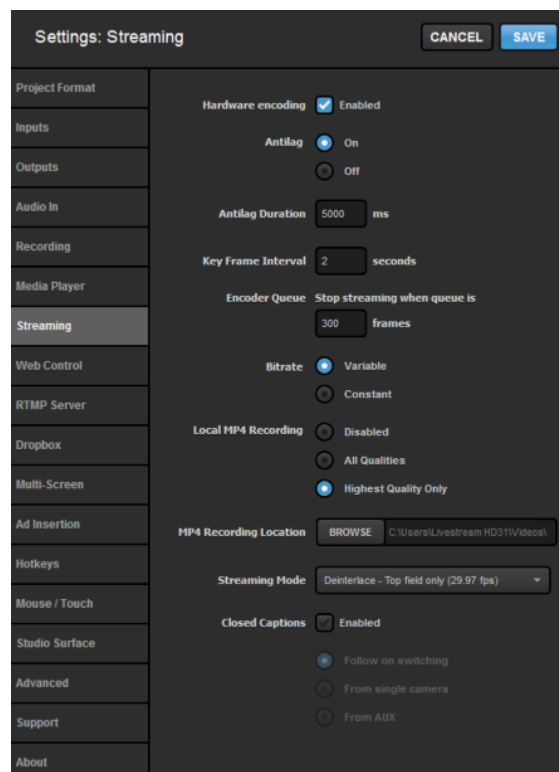 Settings: Streaming
CANCEL
SAVE
Project Format
Inputs
Outputs
Audio In
Recording
Media Player
Streaming
Web Control
RTMP Server
Dropbox
Multi-Screen
Ad Insertion
Hotkeys
Mouse / Touch
Studio Surface
Advanced
Support
About
Hardware encoding Enabled
Antilag On
Off
Antilag Duration 5000 ms
Key Frame Interval 2 seconds
Encoder Queue Stop streaming when queue is
300 frames
Bitrate Variable
Constant
Local MP4 Recording Disabled
All Qualities
Highest Quality Only
MP4 Recording Location BROWSE C:\Users\Livestream HD31\Videos\
Streaming Mode Deinterlace - Top field only (29.97 fps)
Closed Captions Enabled
Follow on switching
From single camera
From AUX